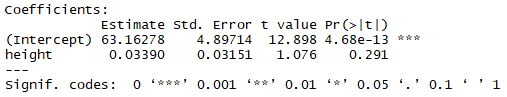 Coefficients:
            Estimate Std. Error t value Pr(>|t|)
(Intercept) 63.16278    4.89714  12.898 4.68e-13 ***
height       0.03390    0.03151   1.076    0.291
---
Signif. codes:  0 ‘***’ 0.001 ‘**’ 0.01 ‘*’ 0.05 ‘.’ 0.1 ‘ ’ 1